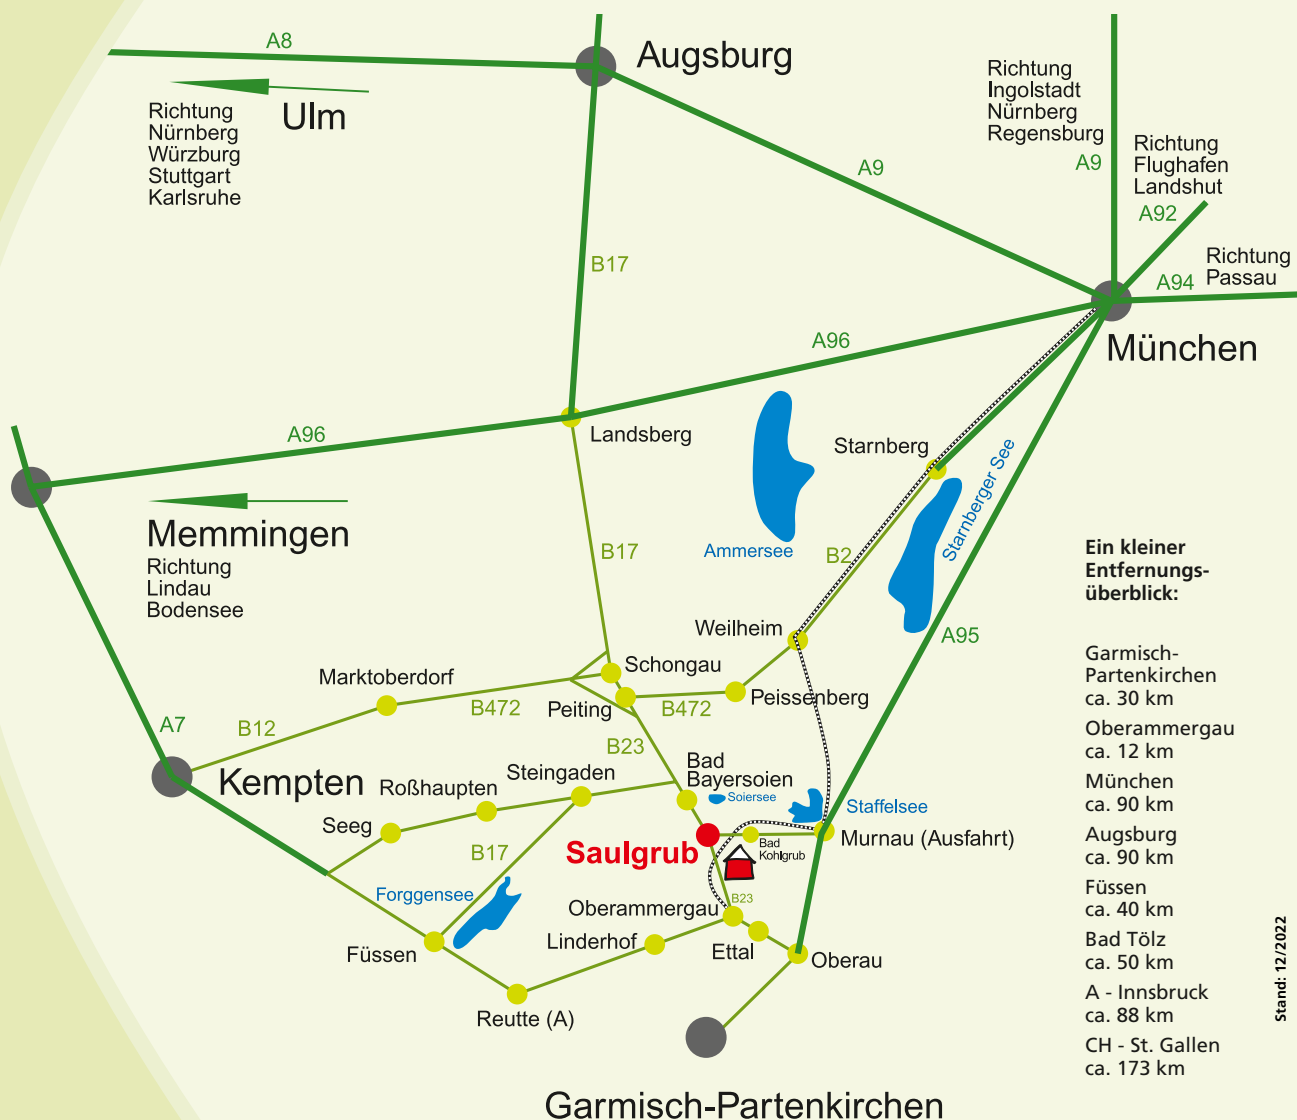 A8
Augsburg
Ulm
Richtung
Nürnberg
Würzburg
Stuttgart
Karlsruhe
Richtung
Ingolstadt
Nürnberg
Regensburg
A9
A9
Richtung
Flughafen
Landshut
A92
Richtung
Passau
A94
B17
München
A96
A96
Landsberg
Starnberg
Starnberger See
Memmingen
Richtung
Lindau
Bodensee
B17
Ammersee
B2
A95
Weilheim
Schongau
Marktoberdorf
Peissenberg
B472
Peiting
B472
B12
A7
B23
Kempten
Steingaden
Bad
Bayersoien
Roßhaupten
Soiersee
Staffelsee
Seeg
Murnau (Ausfahrt)
B17
Saulgrub
Bad
Kohlgrub
Forggensee
B23
Oberammergau
Linderhof
Füssen
Ettal
Oberau
Reutte (A)
Garmisch-Partenkirchen
Ein kleiner
Entfernungs-
überblick:
Garmisch-
Partenkirchen
ca. 30 km
Oberammergau
ca. 12 km
München
ca. 90 km
Augsburg
ca. 90 km
Füssen
ca. 40 km
Bad Tölz
ca. 50 km
A - Innsbruck
ca. 88 km
CH - St. Gallen
ca. 173 km
Stand: 12/2022